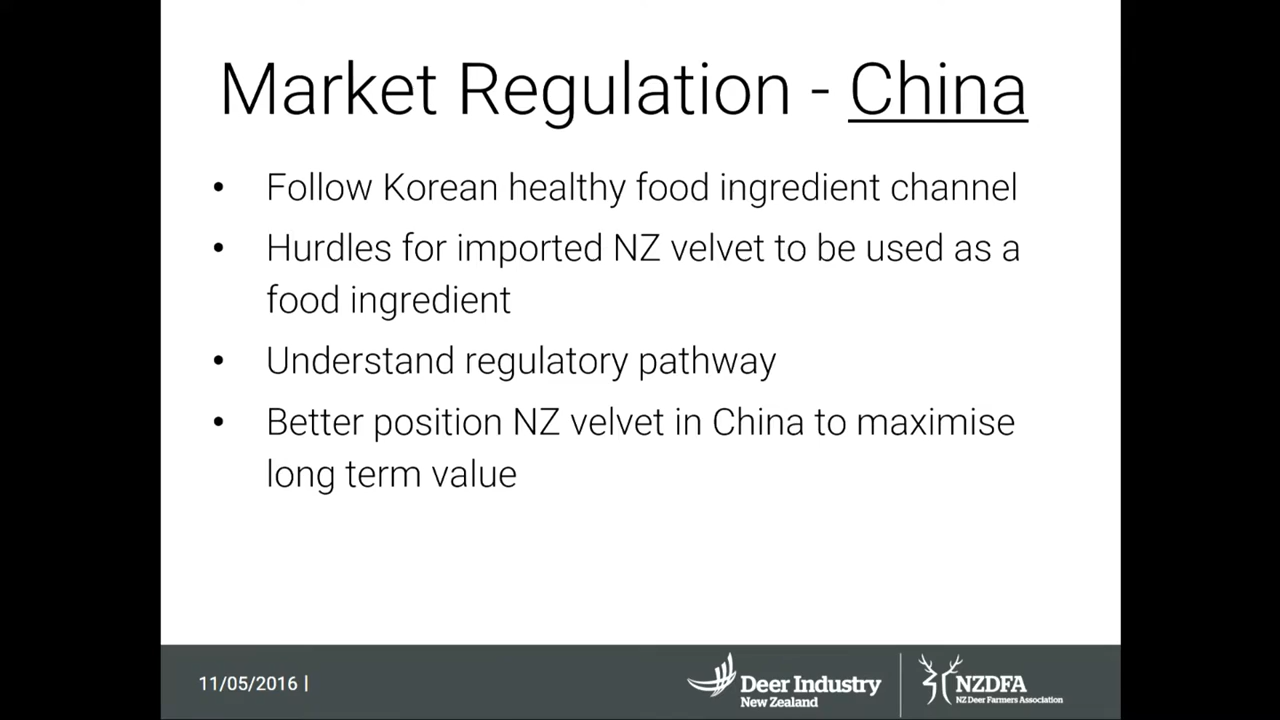 Market Regulation - China
• Follow Korean healthy food ingredient channel
• Hurdles for imported NZ velvet to be used as a
food ingredient
• Understand regulatory pathway
• Better position NZ velvet in China to maximise
long term value
11/05/2016 |
Deer Industry
New Zealand
NZDFA
NZ Deer Farmers Association